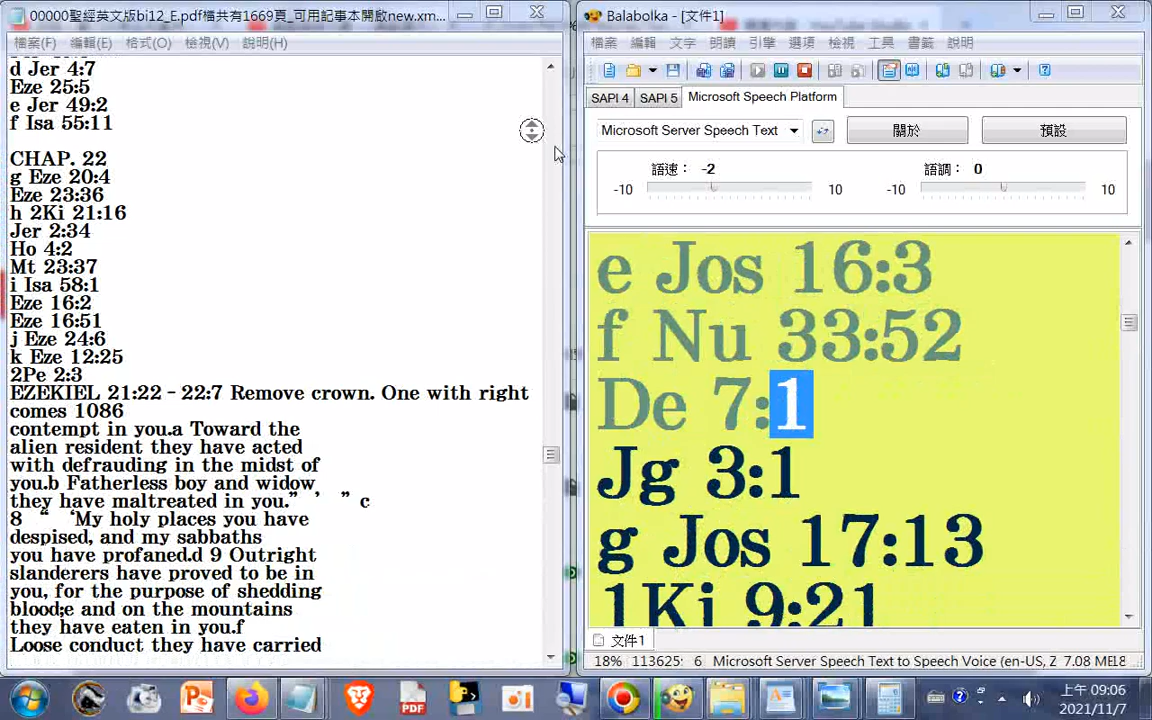 00000聖經英文版bi12_E.pdf檔共有1669頁_可用記事本開啟new.xm...
檔案(F) 編輯(E) 格式(O) 檢視(V) 說明(H)
d Jer 4:7
Eze 25:5
e Jer 49:2
f Isa 55:11
CHAP. 22
g Eze 20:4
Eze 23:36
h 2Ki 21:16
Jer 2:34
Ho 4:2
Mt 23:37
i Isa 58:1
Eze 16:2
Eze 16:51
j Eze 24:6
k Eze 12:25
2Pe 2:3
EZEKIEL 21:22 – 22:7 Remove crown. One with right
comes 1086
contempt in you.a Toward the
alien resident they have acted
with defrauding in the midst of
you.b Fatherless boy and widow
they have maltreated in you.” ’ ” c
8 “ ‘My holy places you have
despised, and my sabbaths
you have profaned.d 9 Outright
slanderers have proved to be in
you, for the purpose of shedding
blood;e and on the mountains
they have eaten in you.f
Loose conduct they have carried
Balabolka - [文件1]
檔案 編輯 文字 朗讀 引擎 選項 檢視 工具 書籤 說明
SAPI 4 SAPI 5 Microsoft Speech Platform
Microsoft Server Speech Text 關於 預設
語速： -2 語調： 0
-10 10 -10 10
e Jos 16:3
f Nu 33:52
De 7:1
Jg 3:1
g Jos 17:13
1Ki 9:21
文件1
18% 113625: 6 Microsoft Server Speech Text to Speech Voice (en-US, Z 7.08 ME
上午 09:06
2021/11/7